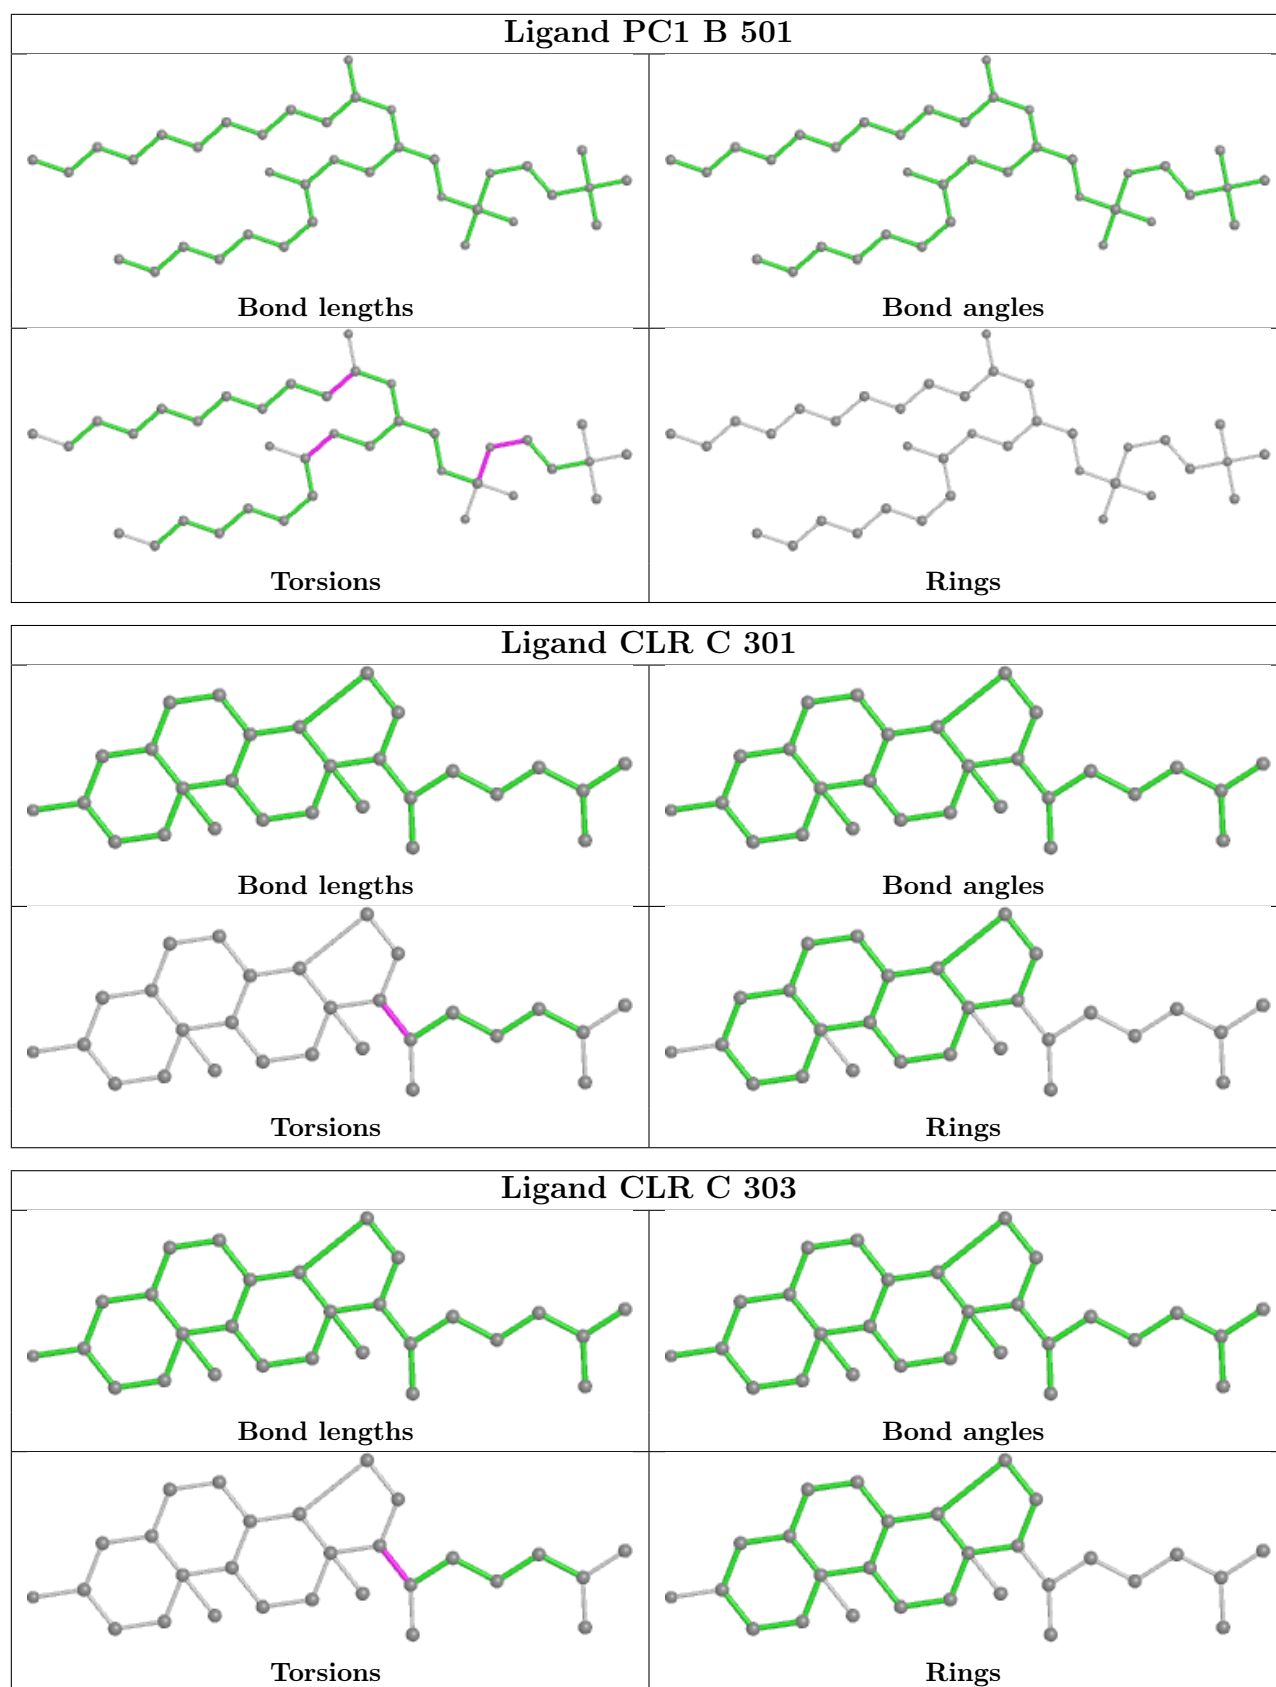 Ligand PC1 B 501
Bond lengths
Bond angles
Torsions
Rings
Ligand CLR C 301
Bond lengths
Bond angles
Torsions
Rings
Ligand CLR C 303
Bond lengths
Bond angles
Torsions
Rings